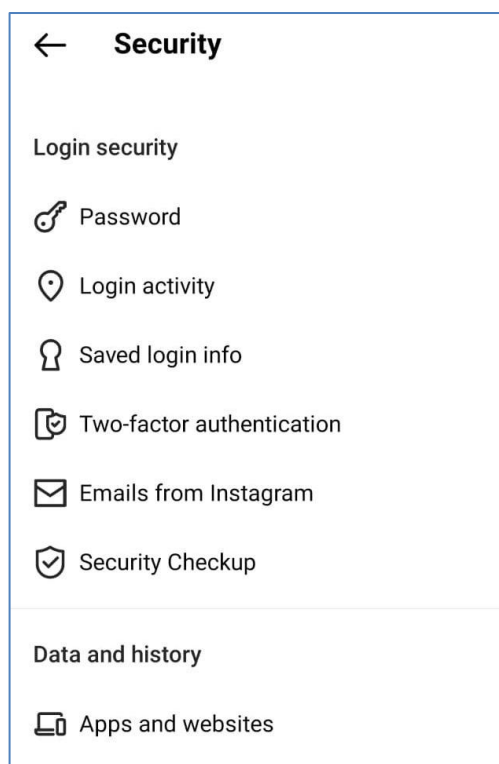 Security
Login security
Password
Login activity
Saved login info
Two-factor authentication
Emails from Instagram
Security Checkup
Data and history
Apps and websites